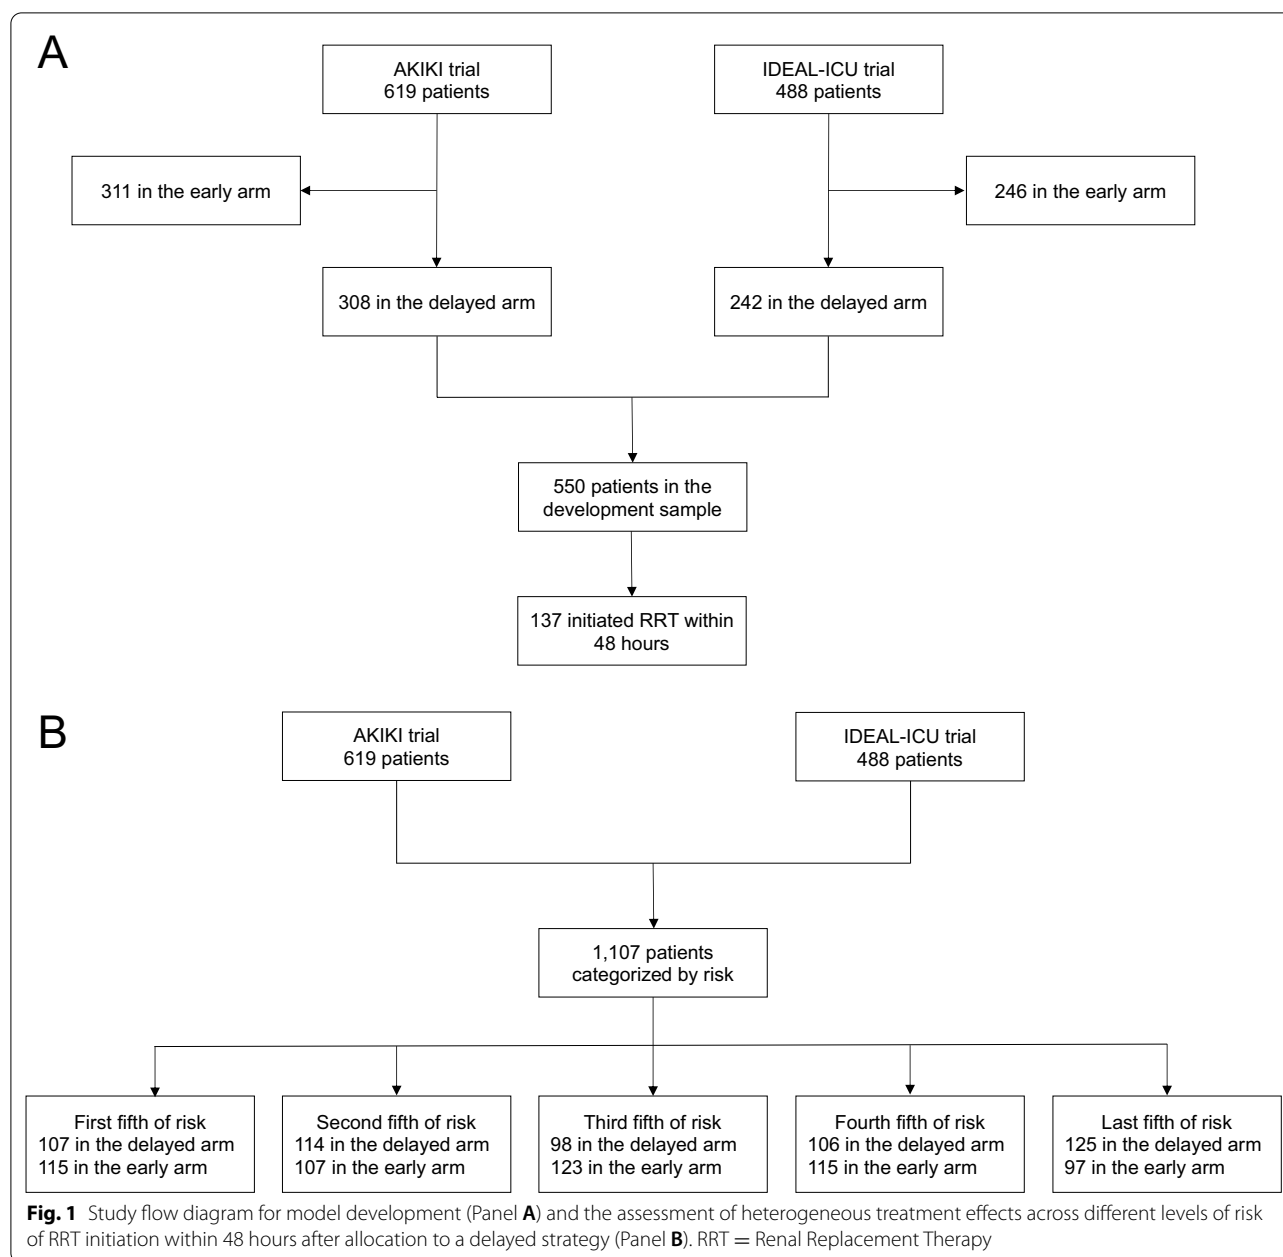 A
AKIKI trial
619 patients
IDEAL-ICU trial
488 patients
311 in the early arm
246 in the early arm
308 in the delayed arm
242 in the delayed arm
550 patients in the
development sample
137 initiated RRT within
48 hours
B
AKIKI trial
619 patients
IDEAL-ICU trial
488 patients
1,107 patients
categorized by risk
First fifth of risk
107 in the delayed arm
115 in the early arm
Second fifth of risk
114 in the delayed arm
107 in the early arm
Third fifth of risk
98 in the delayed arm
123 in the early arm
Fourth fifth of risk
106 in the delayed arm
115 in the early arm
Last fifth of risk
125 in the delayed arm
97 in the early arm
Fig. 1 Study flow diagram for model development (Panel A) and the assessment of heterogeneous treatment effects across different levels of risk
of RRT initiation within 48 hours after allocation to a delayed strategy (Panel B). RRT = Renal Replacement Therapy